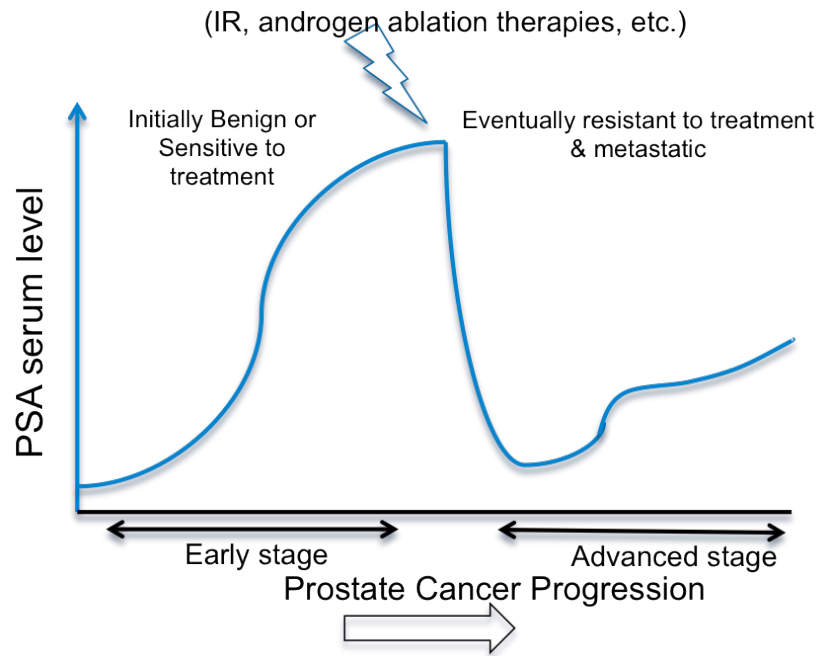 (IR, androgen ablation therapies, etc.)
Initially Benign or
Sensitive to
treatment
Eventually resistant to treatment
& metastatic
PSA serum level
Early stage
Advanced stage
Prostate Cancer Progression